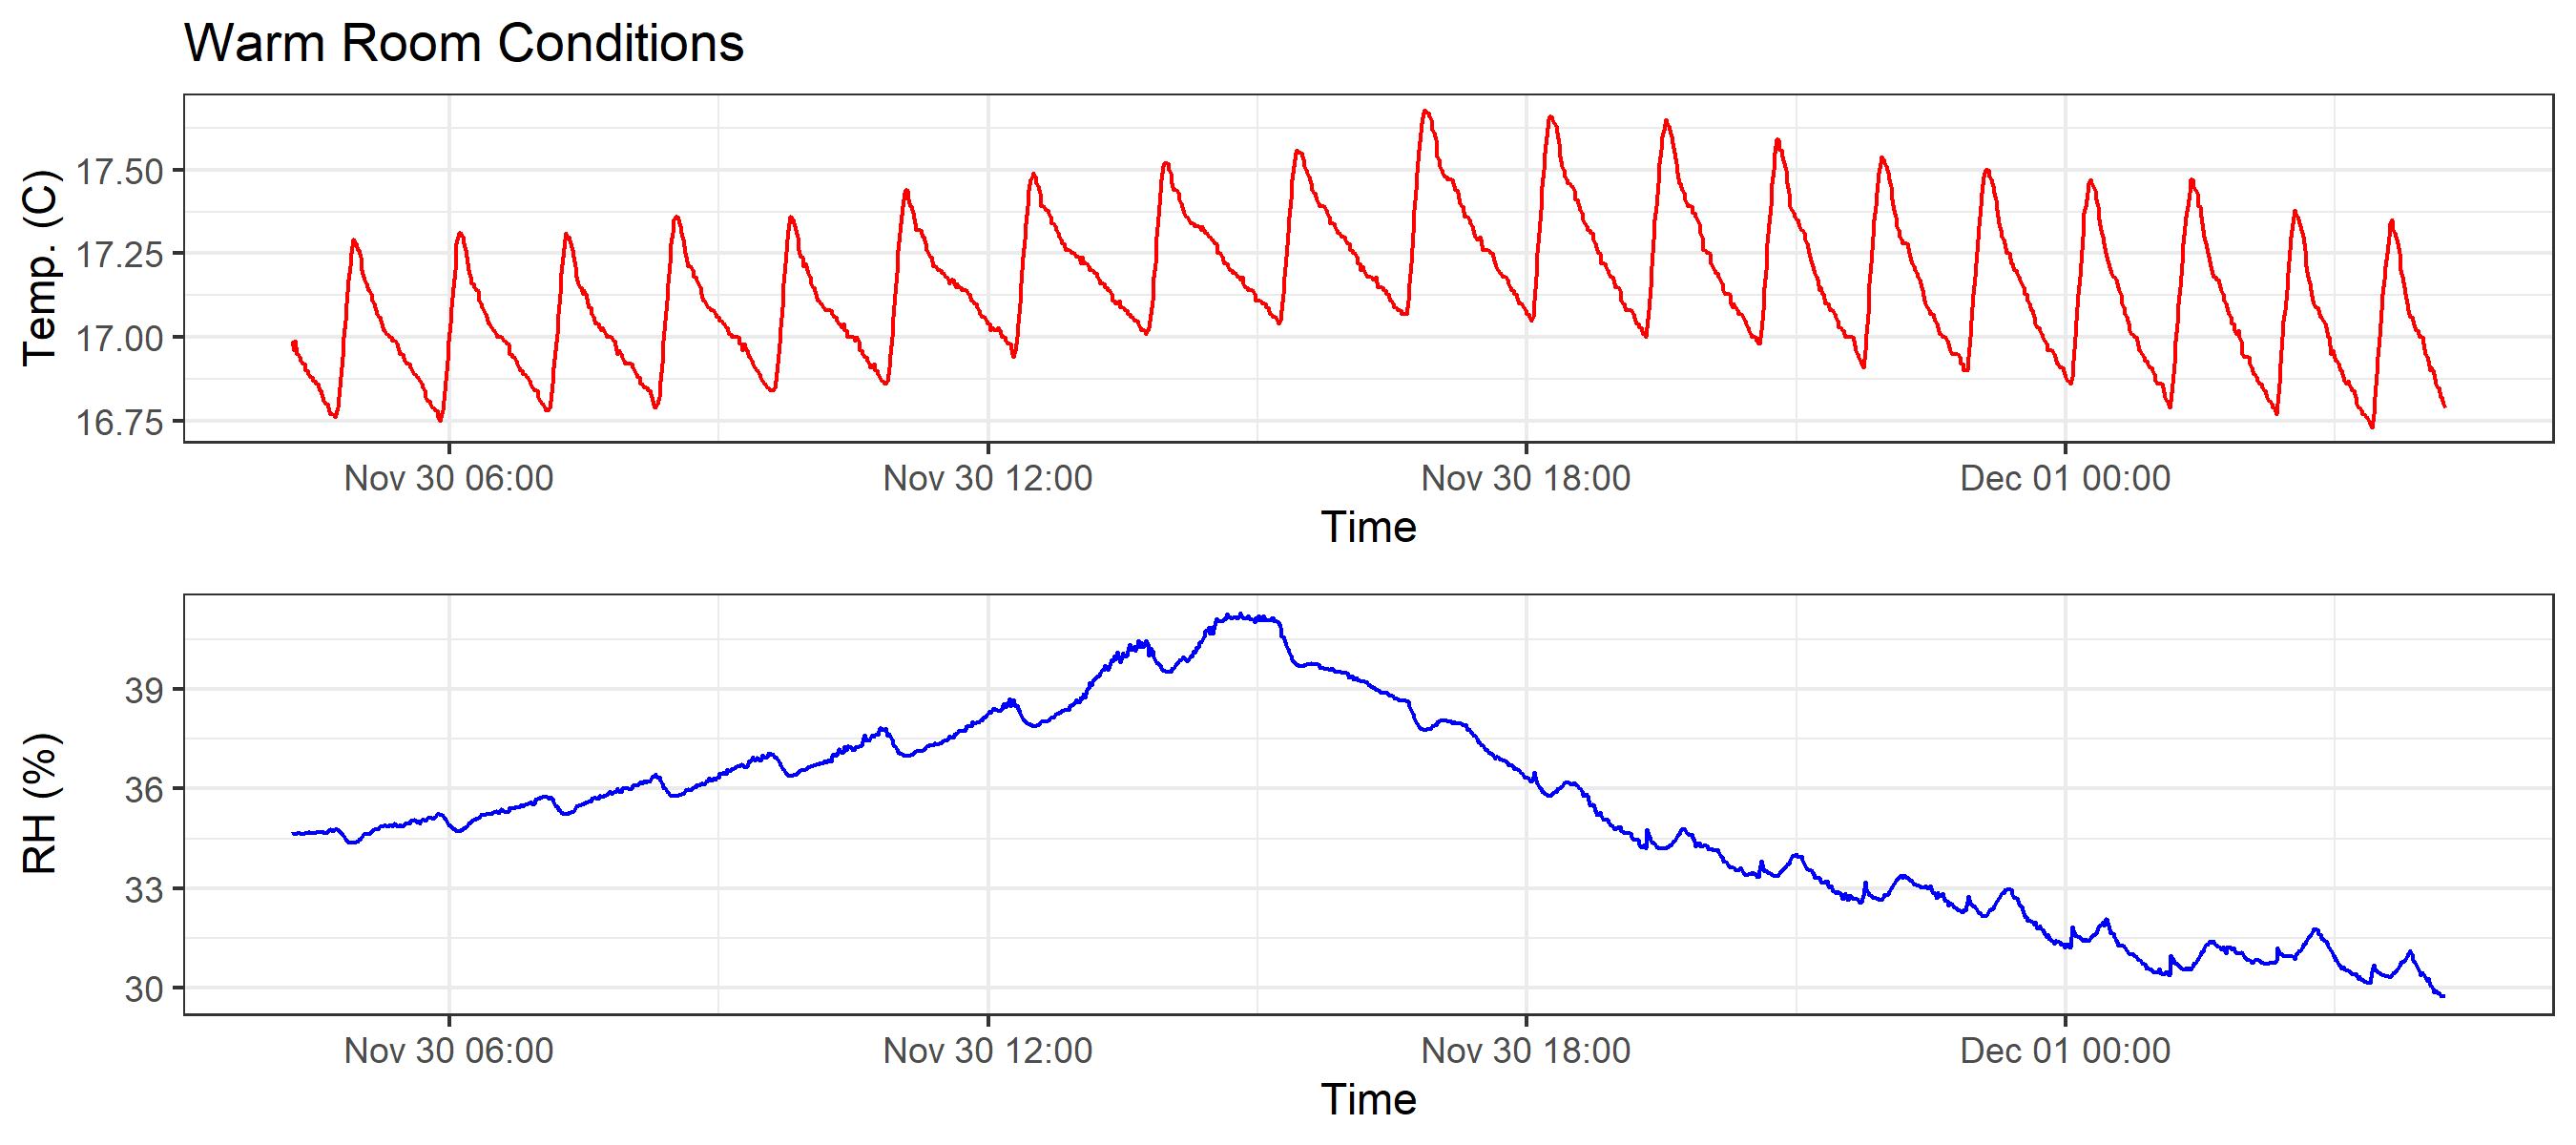 Warm Room Conditions
Temp. (C)
17.50
17.25
17.00
16.75
Nov 30 06:00 Nov 30 12:00 Nov 30 18:00 Dec 01 00:00
Time
RH (%)
39
36
33
30
Nov 30 06:00 Nov 30 12:00 Nov 30 18:00 Dec 01 00:00
Time